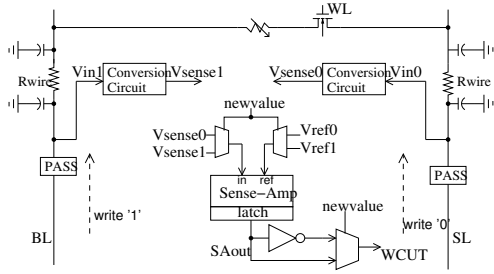 WL
Rwire
Vin1
Conversion
Circuit
Vsense1
Vsense0
Conversion
Circuit
Vin0
Rwire
newvalue
Vsense0
Vsense1
Vref0
Vref1
PASS
in ref
Sense-Amp
latch
PASS
write '1'
write '0'
newvalue
BL
SAout
WCUT
SL